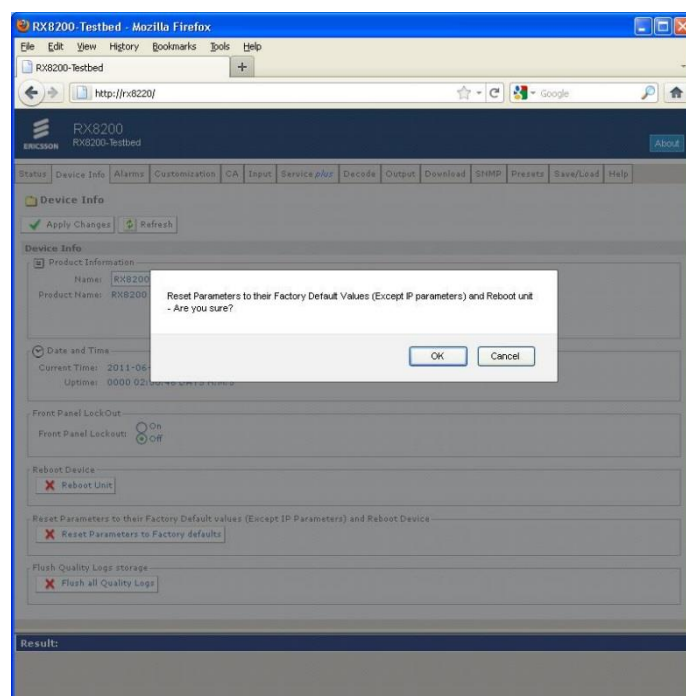 RX8200-Testbed - Mozilla Firefox
File Edit View History Bookmarks Tools Help
RX8200-Testbed
http://rx8220/
Google
RX8200
ERICSSON
RX8200-Testbed
About
Status Device Info Alarms Customization CA Input Service plus Decode Output Download SNMP Presets Save/Load Help
Device Info
Apply Changes Refresh
Device Info
Product Information
Name: RX8200
Product Name: RX8200
Reset Parameters to their Factory Default Values (Except IP parameters) and Reboot unit
- Are you sure?
OK Cancel
Date and Time
Current Time: 2011-06-
Uptime: 0000
Front Panel LockOut
Front Panel Lockout: On
Off
Reboot Device
Reboot Unit
Reset Parameters to their Factory Default values (Except IP Parameters) and Reboot Device
Reset Parameters to Factory defaults
Flush Quality Logs storage
Flush all Quality Logs
Result: